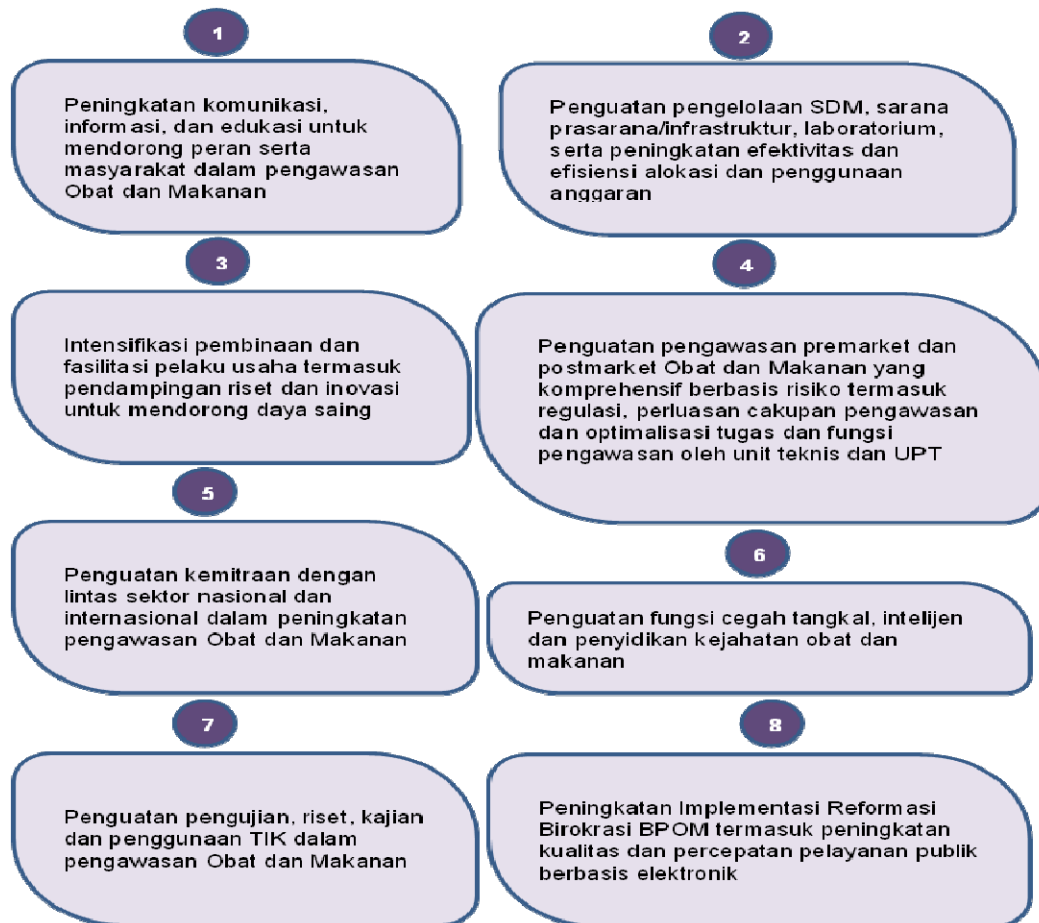 1
Peningkatan komunikasi,
informasi, dan edukasi untuk
mendorong peran serta
masyarakat dalam pengawasan
Obat dan Makanan
2
Penguatan pengelolaan SDM, sarana
prasarana/infrastruktur, laboratorium,
serta peningkatan efektivitas dan
efisiensi alokasi dan penggunaan
anggaran
3
Intensifikasi pembinaan dan
fasilitasi pelaku usaha termasuk
pendampingan riset dan inovasi
untuk mendorong daya saing
4
Penguatan pengawasan premarket dan
postmarket Obat dan Makanan yang
komprehensif berbasis risiko termasuk
regulasi, perluasan cakupan pengawasan
dan optimalisasi tugas dan fungsi
pengawasan oleh unit teknis dan UPT
5
Penguatan kemitraan dengan
lintas sektor nasional dan
internasional dalam peningkatan
pengawasan Obat dan Makanan
6
Penguatan fungsi cegah tangkal, intelijen
dan penyidikan kejahatan obat dan
makanan
7
Penguatan pengujian, riset, kajian
dan penggunaan TIK dalam
pengawasan Obat dan Makanan
8
Peningkatan Implementasi Reformasi
Birokrasi BPOM termasuk peningkatan
kualitas dan percepatan pelayanan publik
berbasis elektronik